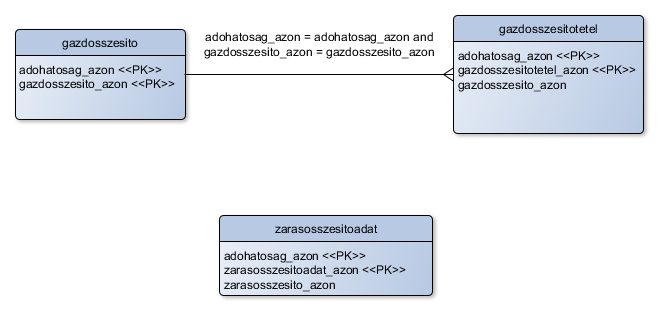 gazdosszesito
adohatosag_azon <<PK>>
gazdosszesito_azon <<PK>>
adohatosag_azon = adohatosag_azon and
gazdosszesito_azon = gazdosszesito_azon
gazdosszesitotetel
adohatosag_azon <<PK>>
gazdosszesitotetel_azon <<PK>>
gazdosszesito_azon
zarasosszesitoadat
adohatosag_azon <<PK>>
zarasosszesitoadat_azon <<PK>>
zarasosszesito_azon